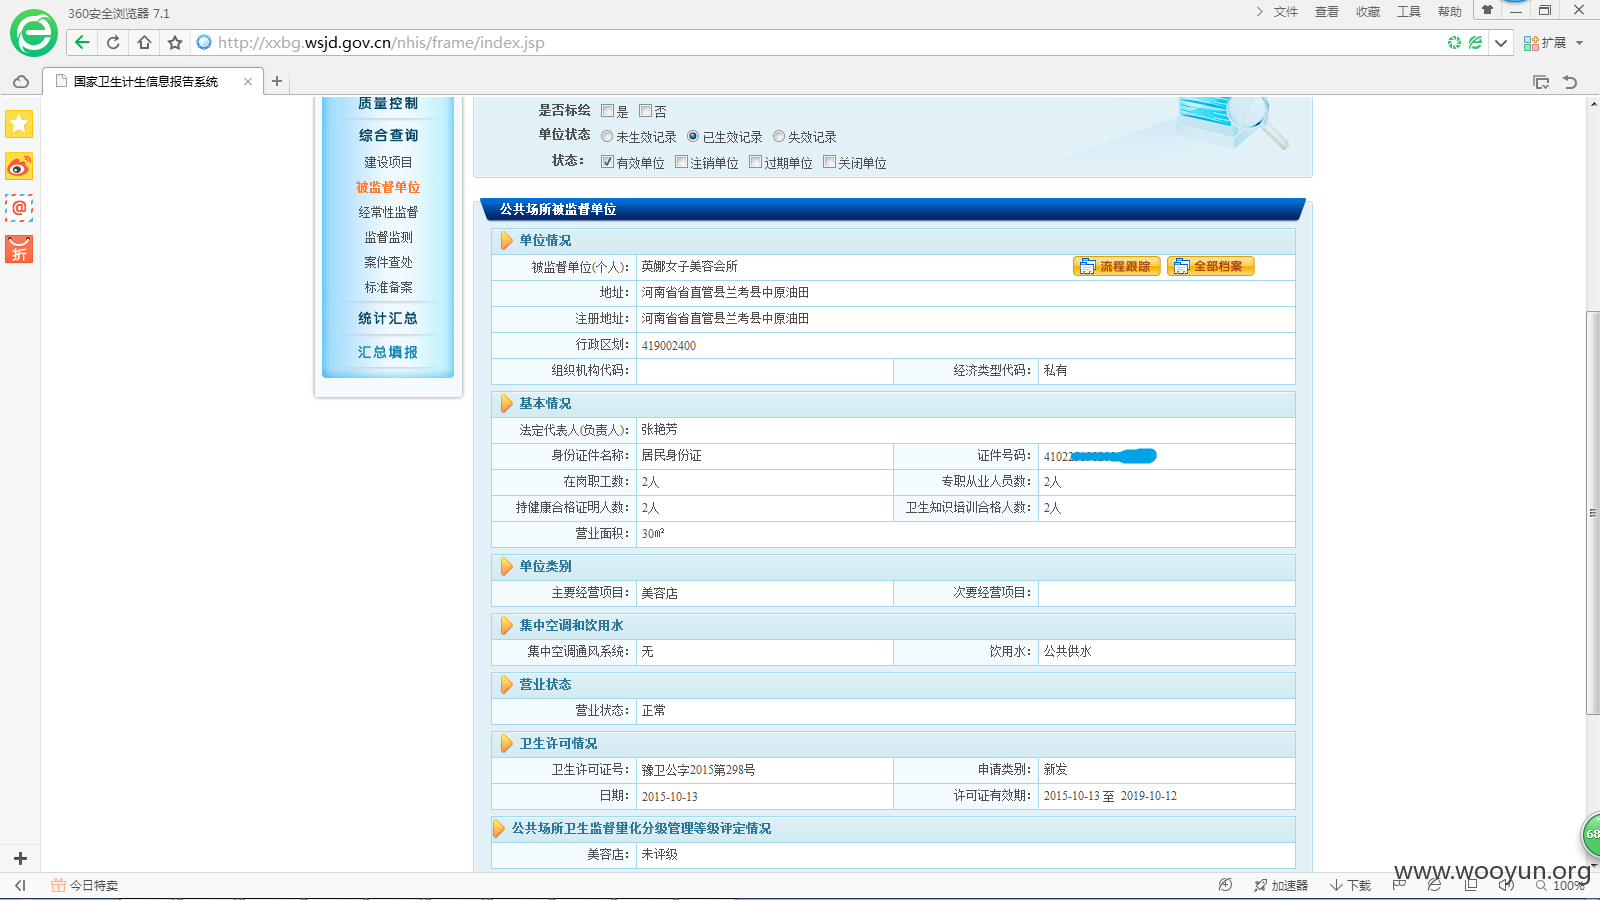 360安全浏览器 7.1
文件 查看 收藏 工具 帮助
http://xxbg.wsjd.gov.cn/nhis/frame/index.jsp
扩展
国家卫生计生信息报告系统
折
质量控制
综合查询
建设项目
被监督单位
经常性监督
监督监测
案件查处
标准备案
统计汇总
汇总填报
是否标绘 是 否
单位状态 未生效记录 已生效记录 失效记录
状态： 有效单位 注销单位 过期单位 关闭单位
公共场所被监督单位
单位情况
被监督单位(个人)： 英娜女子美容会所 流程跟踪 全部档案
地址： 河南省省直管县兰考县中原油田
注册地址： 河南省省直管县兰考县中原油田
行政区划： 419002400
组织机构代码： 经济类型代码： 私有
基本情况
法定代表人(负责人)： 张艳芳
身份证件名称： 居民身份证 证件号码： 4102
在岗职工数： 2人 专职从业人员数： 2人
持健康合格证明人数： 2人 卫生知识培训合格人数： 2人
营业面积： 30m²
单位类别
主要经营项目： 美容店 次要经营项目：
集中空调和饮用水
集中空调通风系统： 无 饮用水： 公共供水
营业状态
营业状态： 正常
卫生许可情况
卫生许可证号： 豫卫公字2015第298号 申请类别： 新发
日期： 2015-10-13 许可证有效期： 2015-10-13 至 2019-10-12
公共场所卫生监督量化分级管理等级评定情况
美容店： 未评级
68
www.wooyun.org
今日特卖 加速器 下载 100%